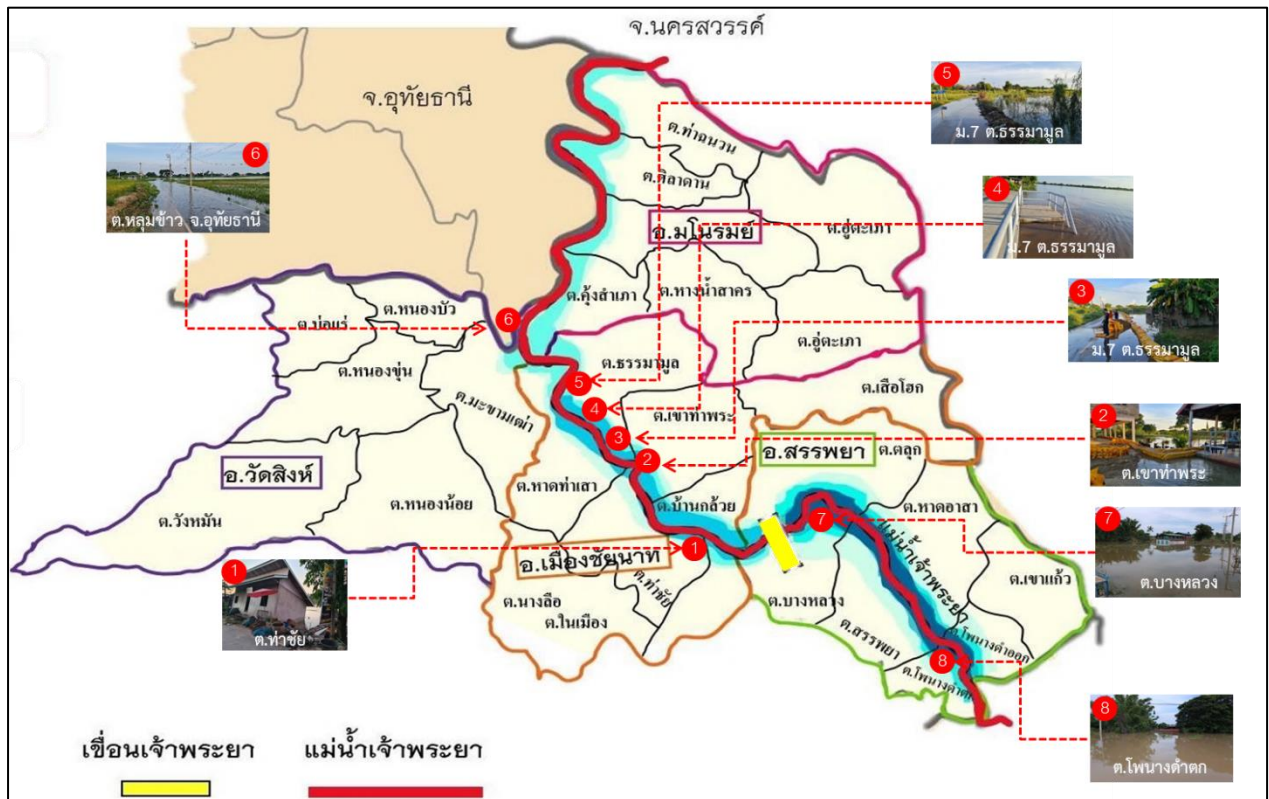 จ.นครสวรรค์
จ.อุทัยธานี
5
ม.7 ต.ธรรมามูล
6
ต.หลุมข้าว จ.อุทัยธานี
ต.ท่าฉนวน
ต.ศิลาดาน
อ.มโนรมย์
ต.อู่ตะเภา
4
ม.7 ต.ธรรมามูล
ต.คุ้งสำเภา
ต.หางน้ำสาคร
3
ม.7 ต.ธรรมามูล
6
ต.หนองบัว
ต.บ่อแร่
ต.อู่ตะเภา
ต.ธรรมามูล
ต.หนองขุ่น
ต.มะขามเฒ่า
5
ต.เสือโฮก
4
ต.เขาท่าพระ
3
2
ต.เขาท่าพระ
2
อ.สรรพยา
ต.ตลุก
อ.วัดสิงห์
ต.หาดท่าเสา
ต.หนองน้อย
ต.บ้านกล้วย
ต.หาดอาสา
ต.วังหมัน
7
7
ต.บางหลวง
แม่น้ำเจ้าพระยา
1
อ.เมืองชัยนาท
ต.เขาแก้ว
1
ต.ท่าชัย
ต.ท่าชัย
ต.นางลือ
ต.ในเมือง
ต.บางหลวง
ต.สรรพยา
ต.โพนางดำออก
8
ต.โพนางดำตก
8
ต.โพนางดำตก
เขื่อนเจ้าพระยา
แม่น้ำเจ้าพระยา